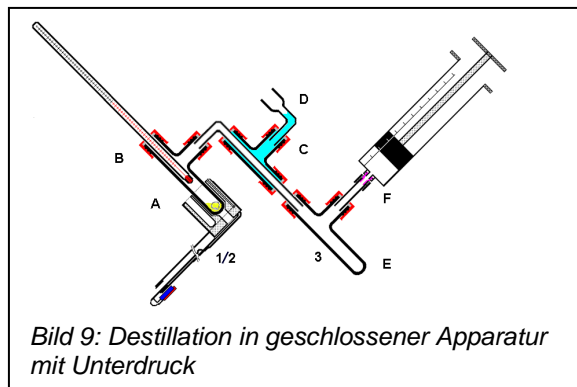 D
B
C
A
F
1/2
3
E
Bild 9: Destillation in geschlossener Apparatur
mit Unterdruck